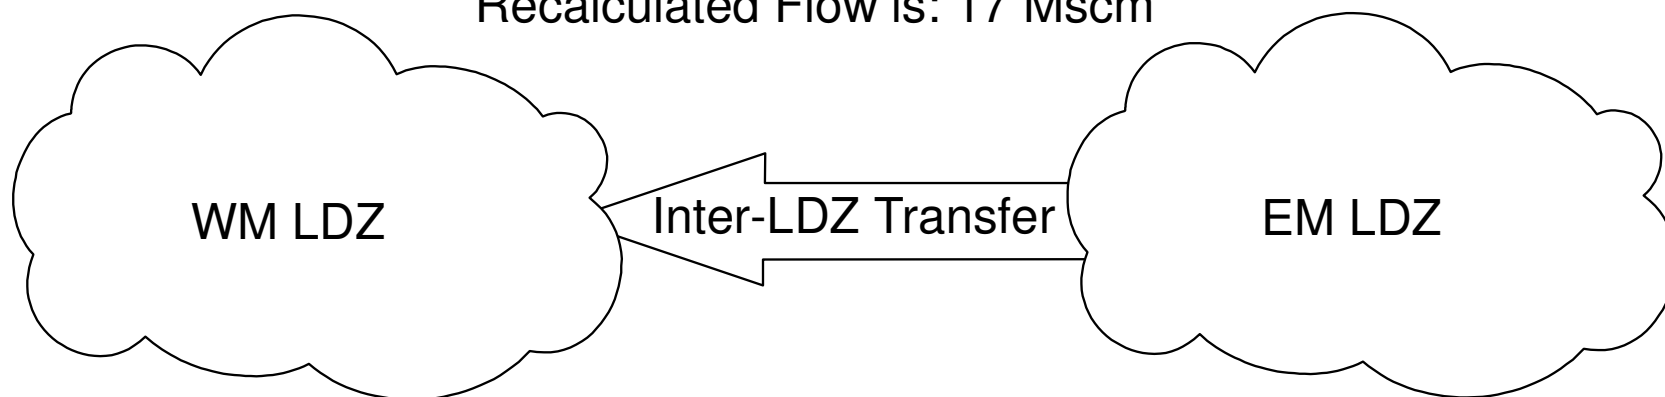 Recalculated Flow is: 17 Mscm
WM LDZ
Inter-LDZ Transfer
EM LDZ